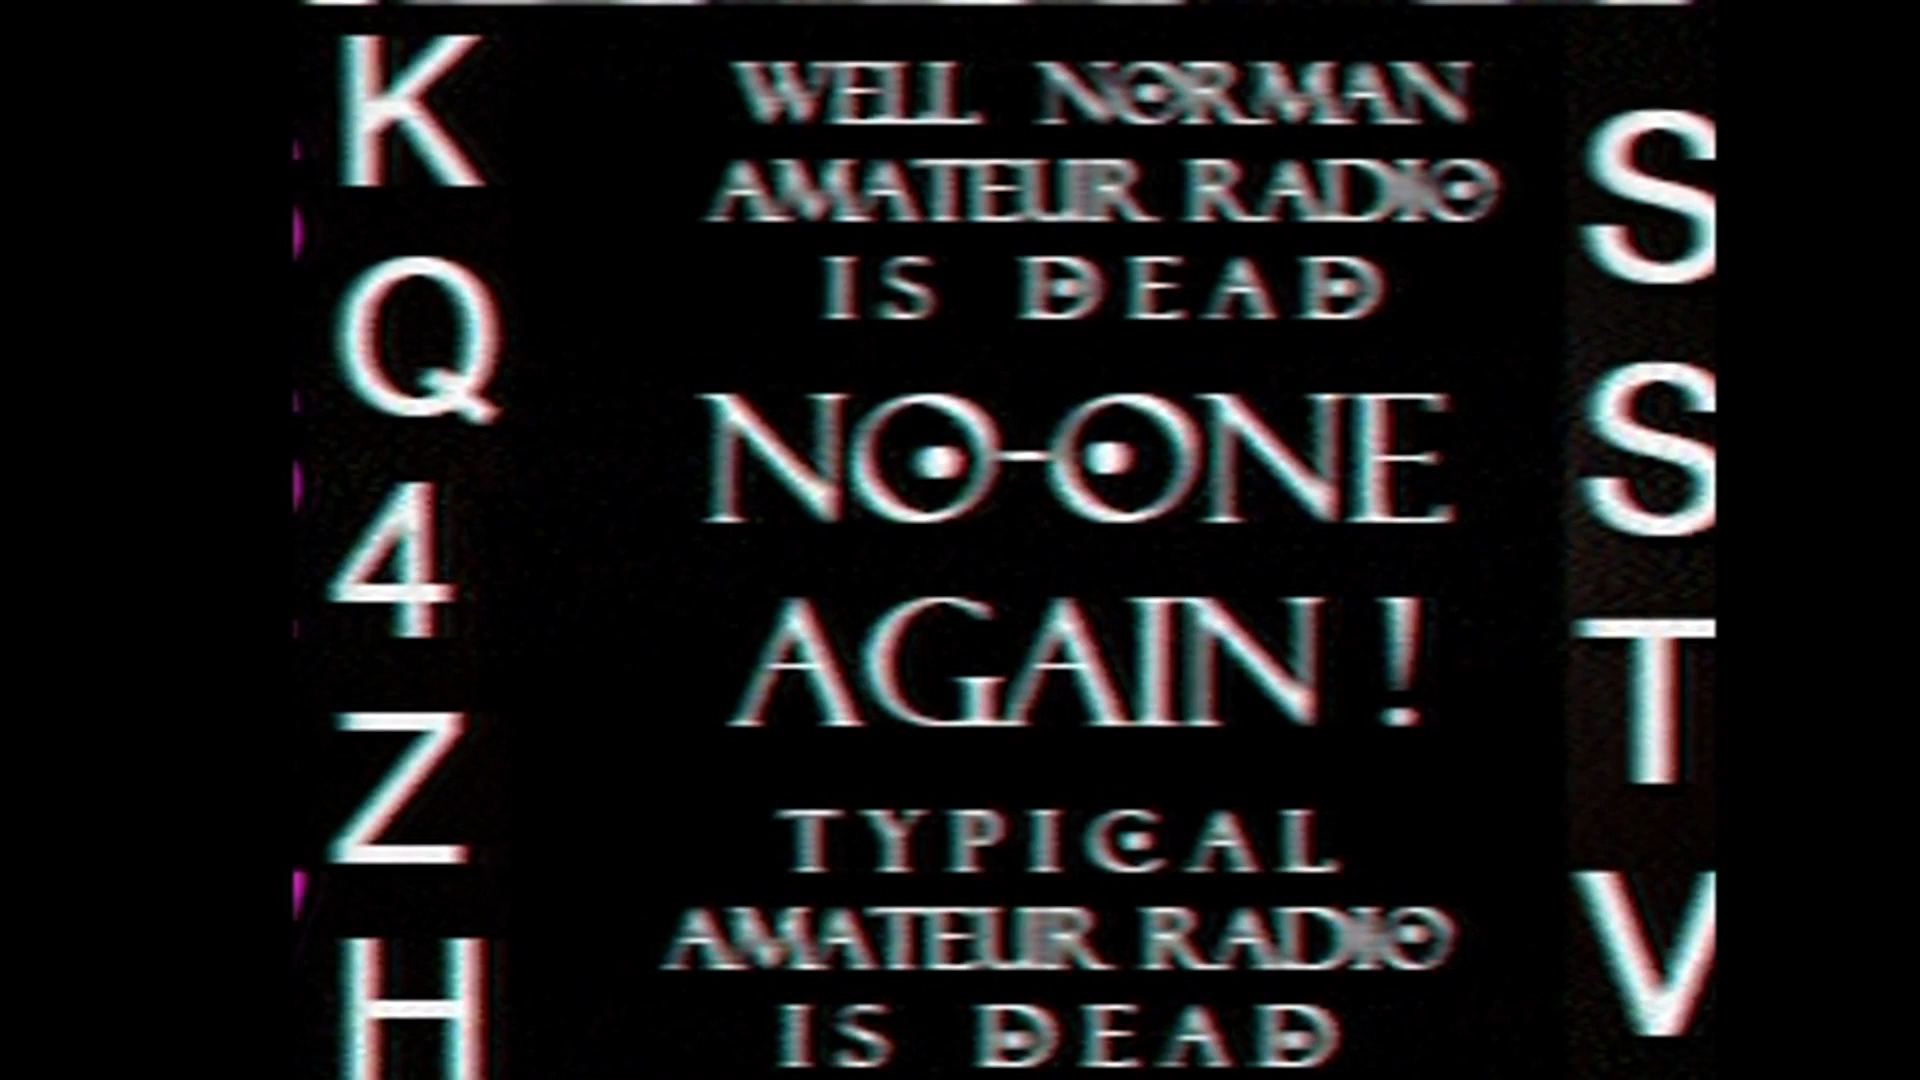 K
Q
4
Z
H
WELL NORMAN
AMATEUR RADIO
IS DEAD
NO-ONE
AGAIN!
TYPICAL
AMATEUR RADIO
IS DEAD
S
S
T
V